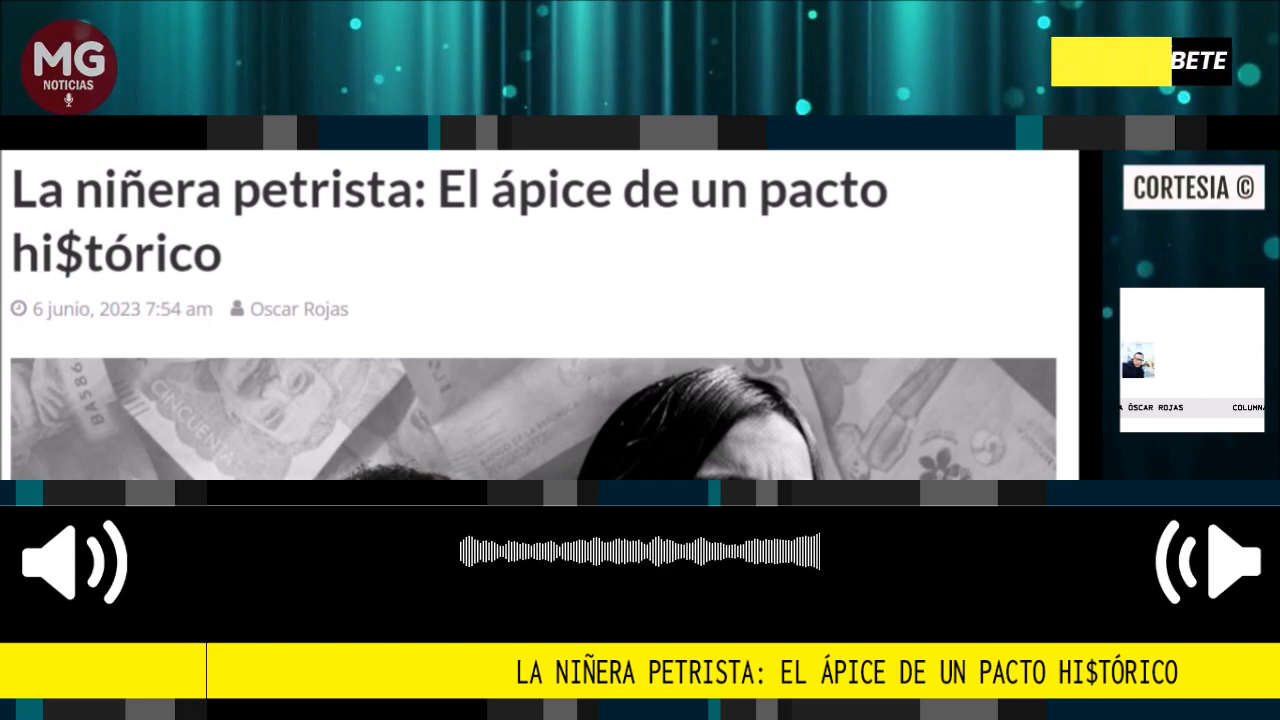 MG
NOTICIAS
BETE
La niñera petrista: El ápice de un pacto
hi$tórico
6 junio, 2023 7:54 am Oscar Rojas
CORTESIA ©
CINCUENTA
A ÓSCAR ROJAS COLUMNA
LA NIÑERA PETRISTA: EL ÁPICE DE UN PACTO HI$TÓRICO